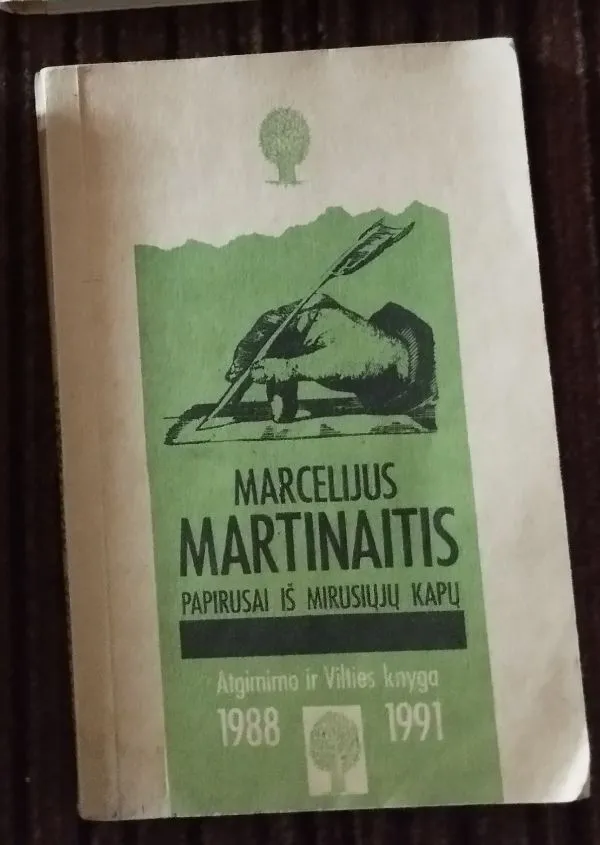 MARCELIJUS
MARTINAITIS
PAPIRUSAI IŠ MIRUSIŲJŲ KAPŲ
Atgimimo ir Vilties knyga
1988 1991